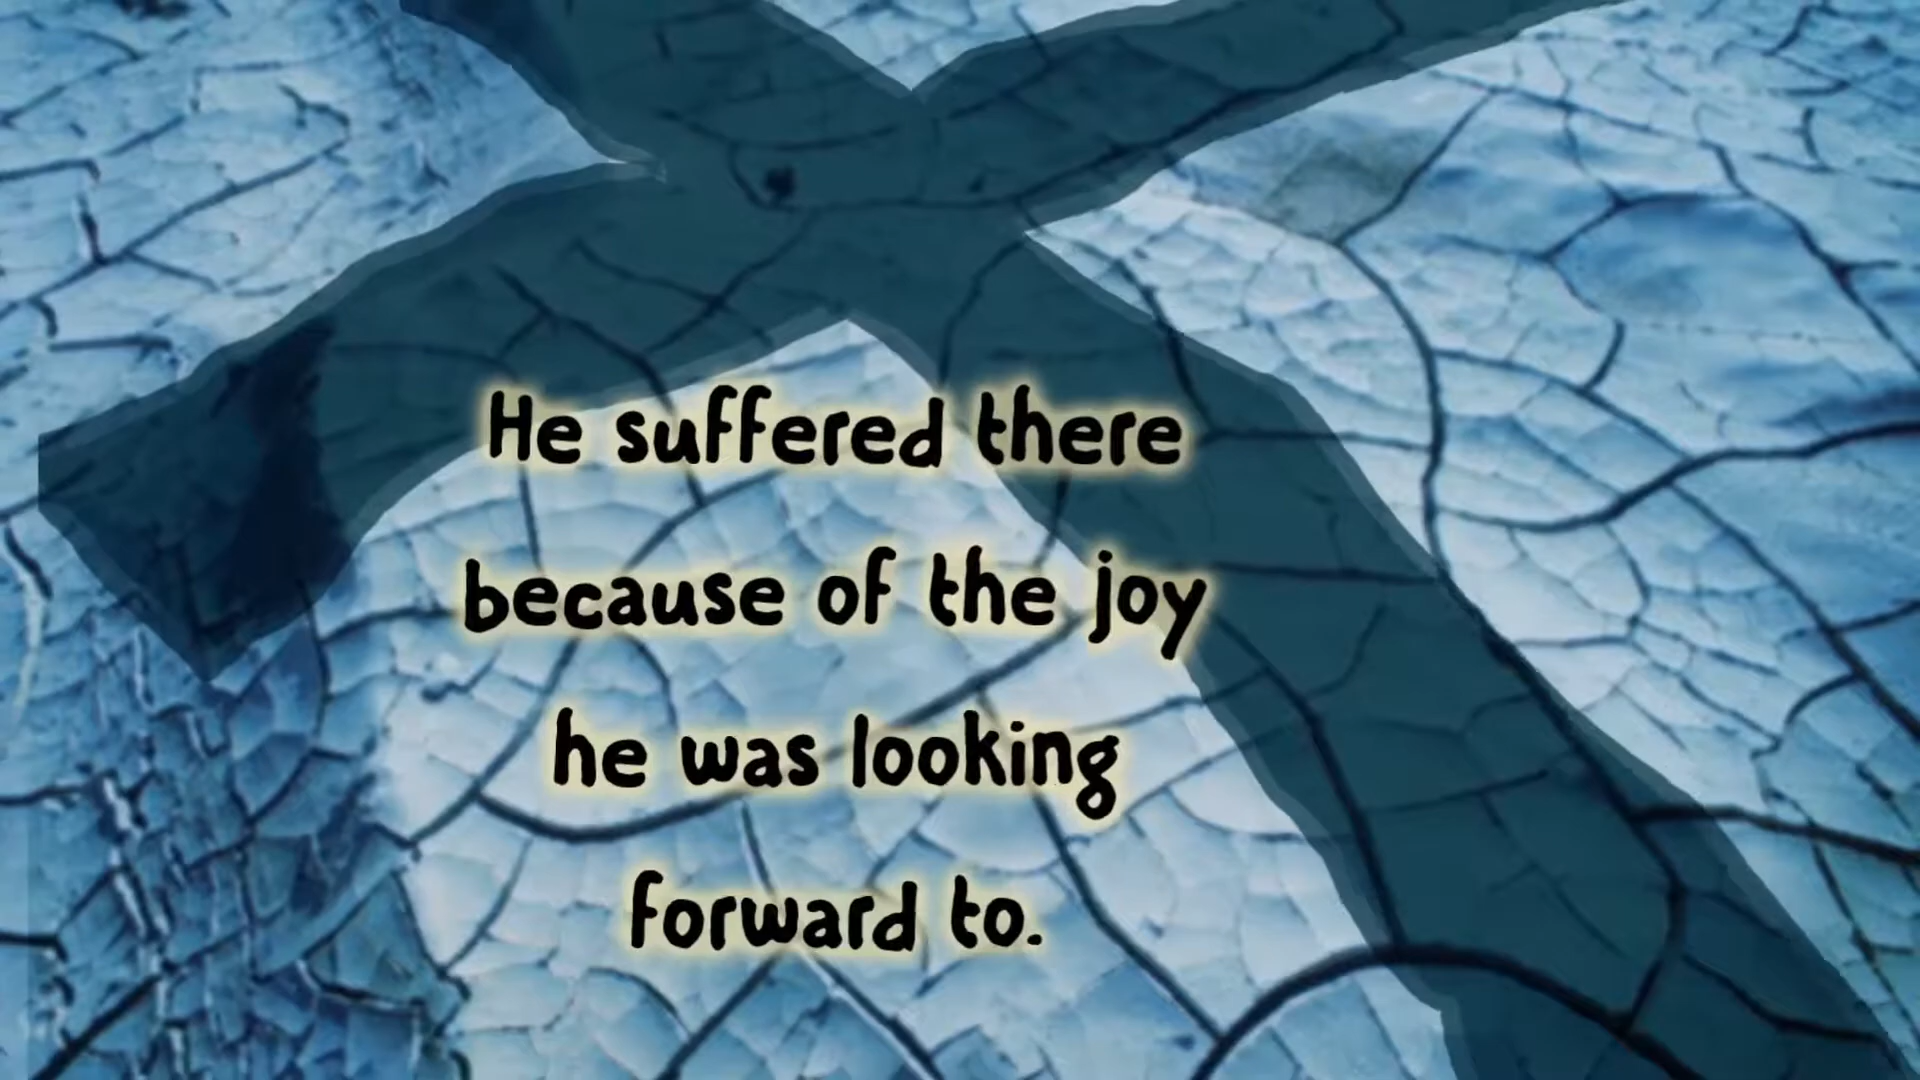 He suffered there
because of the joy
he was looking
forward to.